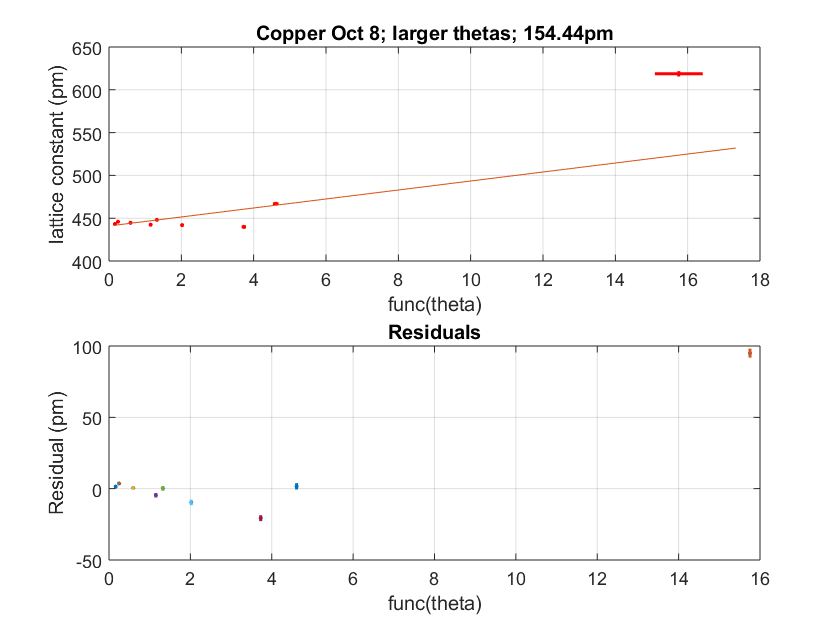 Copper Oct 8; larger thetas; 154.44pm
650
600
550
500
450
400
lattice constant (pm)
0 2 4 6 8 10 12 14 16 18
func(theta)
Residuals
100
50
0
-50
Residual (pm)
0 2 4 6 8 10 12 14 16
func(theta)